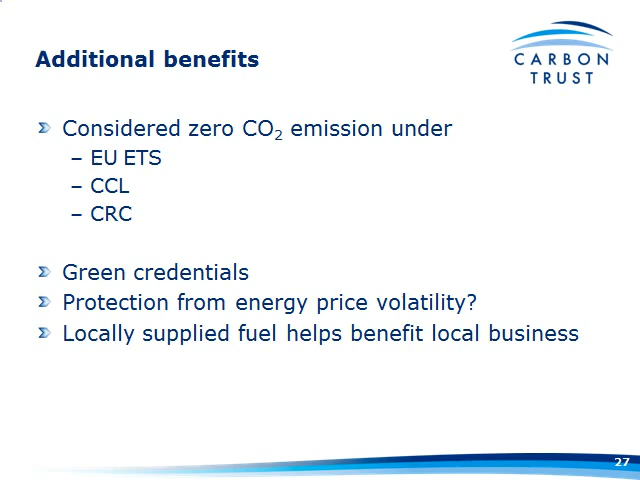 Additional benefits
CARBON
TRUST
Considered zero CO₂ emission under
– EU ETS
– CCL
– CRC
Green credentials
Protection from energy price volatility?
Locally supplied fuel helps benefit local business
27